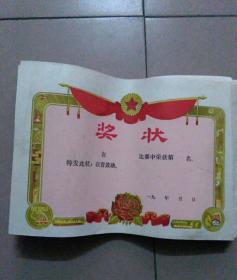 奖状
在 比赛中荣获第 名,
特发此状,以资鼓励。
一九 年 月 日